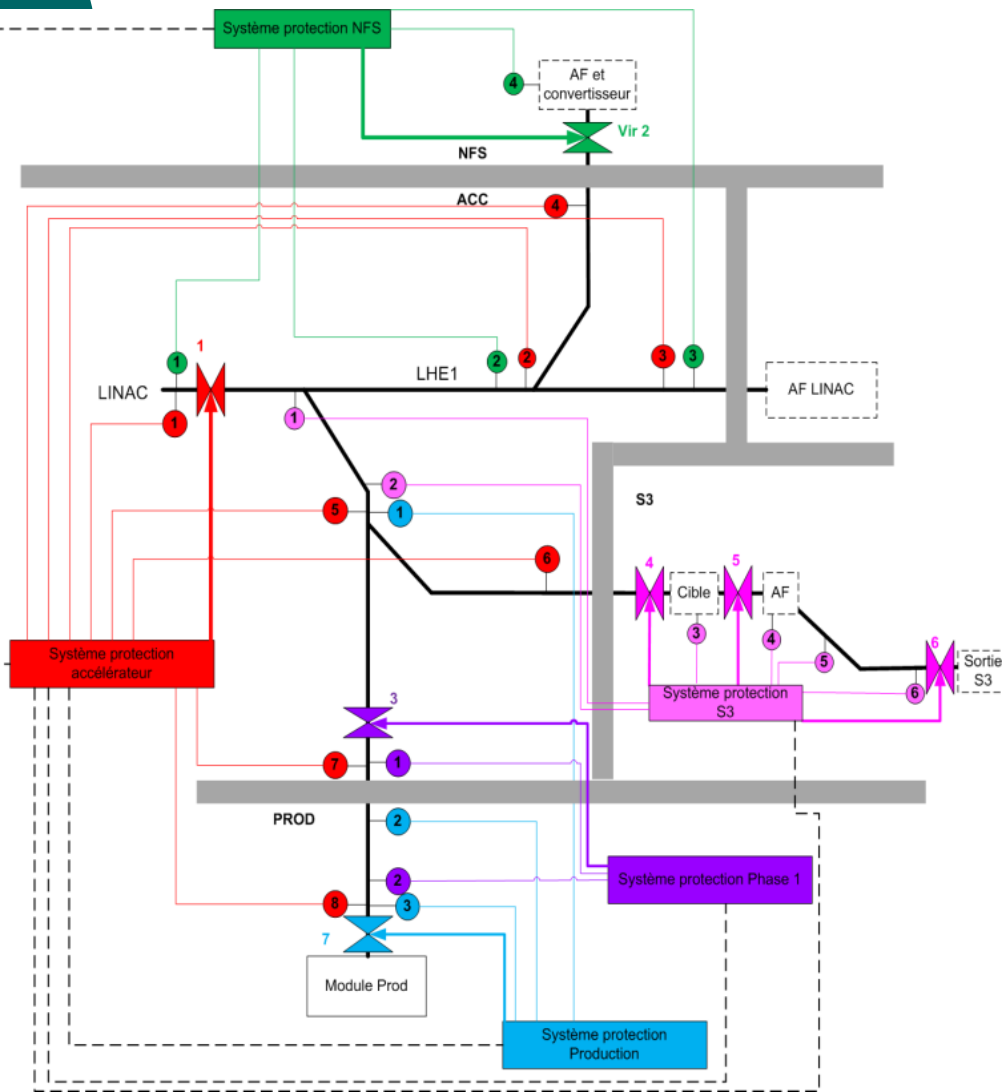 Système protection NFS
4
AF et
convertisseur
Vir 2
NFS
ACC
4
1
1
2
2
3
3
LHE1
LINAC
AF LINAC
1
1
2
5
1
S3
6
4
5
Cible
AF
3
4
6
5
Sortie
S3
6
Système protection
accélérateur
Système protection
S3
3
7
1
PROD
2
2
Système protection Phase 1
8
3
7
Module Prod
Système protection
Production